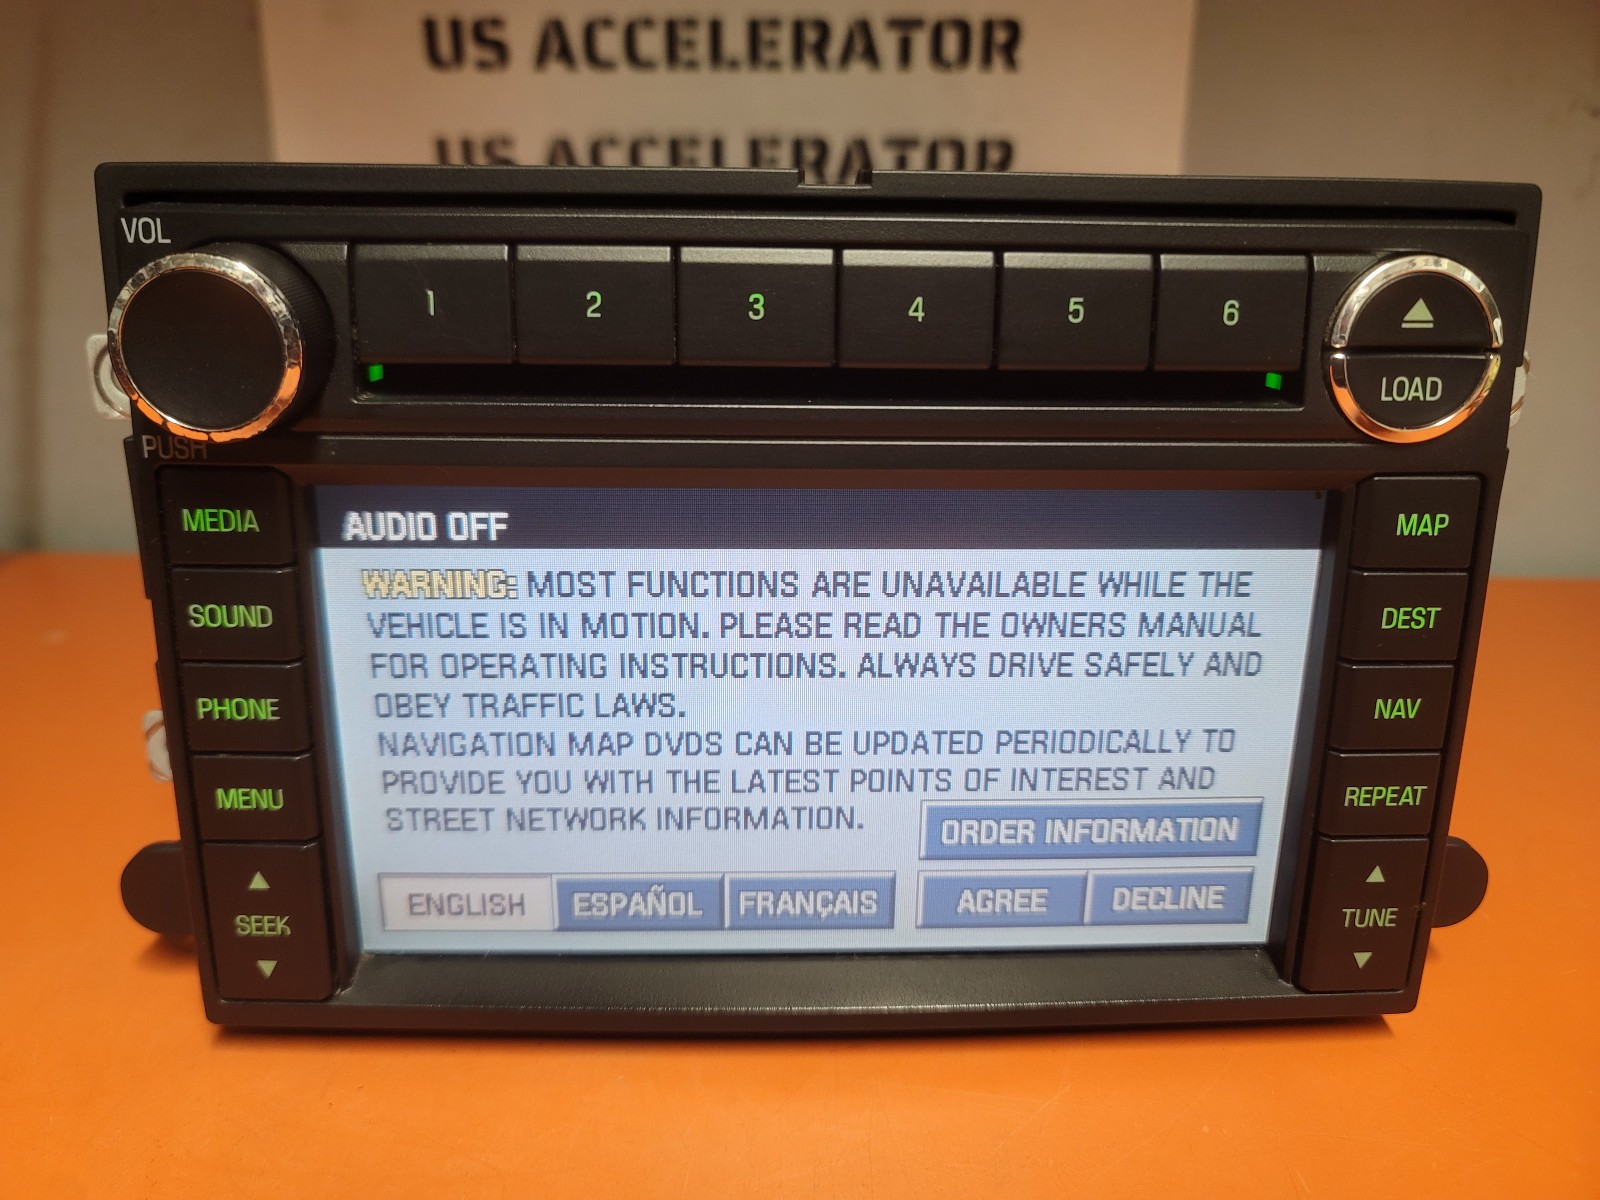 US ACCELERATOR
US ACCELERATOR
VOL
1 2 3 4 5 6
LOAD
PUSH
MEDIA
SOUND
PHONE
MENU
SEEK
AUDIO OFF
WARNING: MOST FUNCTIONS ARE UNAVAILABLE WHILE THE
VEHICLE IS IN MOTION. PLEASE READ THE OWNERS MANUAL
FOR OPERATING INSTRUCTIONS. ALWAYS DRIVE SAFELY AND
OBEY TRAFFIC LAWS.
NAVIGATION MAP DVDS CAN BE UPDATED PERIODICALLY TO
PROVIDE YOU WITH THE LATEST POINTS OF INTEREST AND
STREET NETWORK INFORMATION.
ORDER INFORMATION
ENGLISH ESPAÑOL FRANÇAIS AGREE DECLINE
MAP
DEST
NAV
REPEAT
TUNE